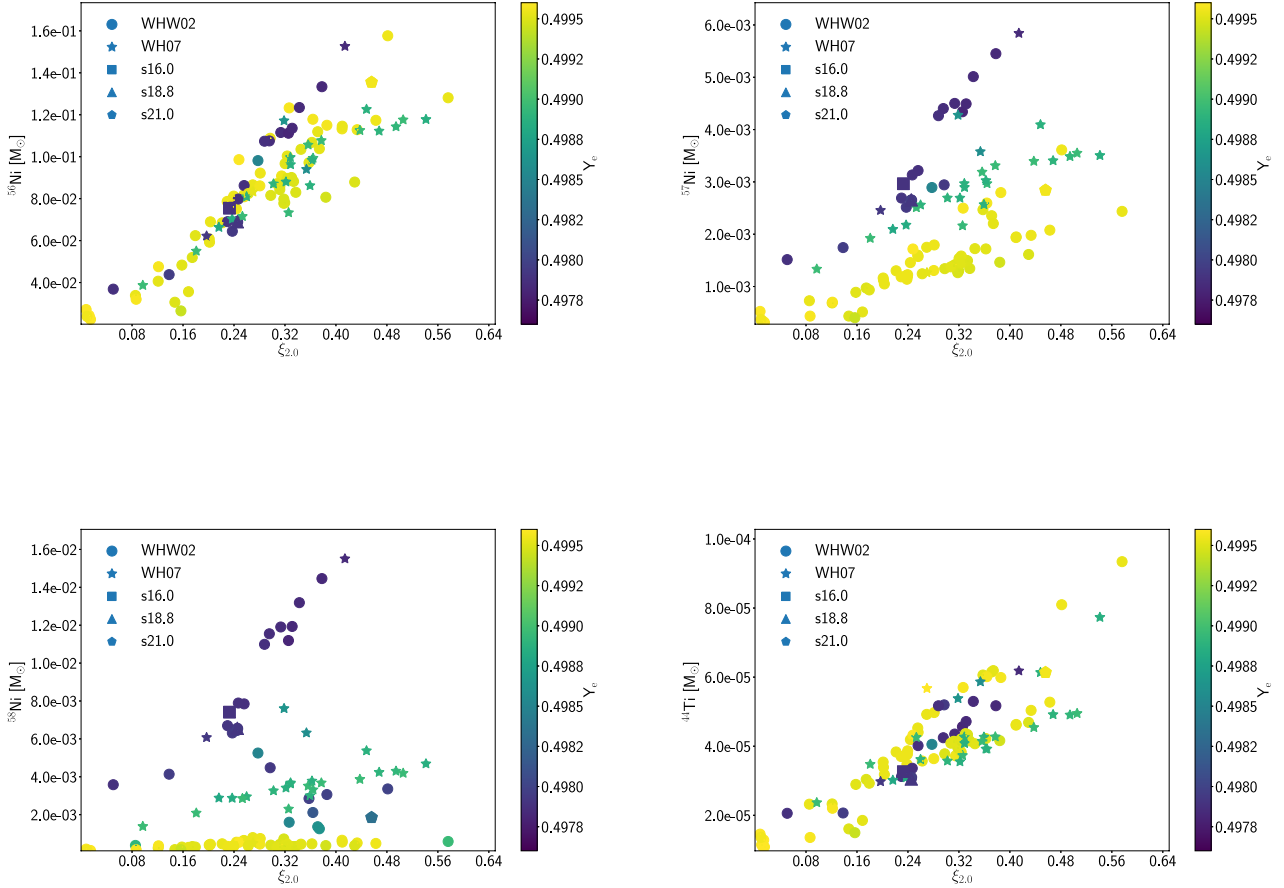 WHW02
WH07
s16.0
s18.8
s21.0
1.6e−01
1.4e−01
1.2e−01
1.0e−01
8.0e−02
6.0e−02
4.0e−02
⁵⁶Ni [M⊙]
0.08 0.16 0.24 0.32 0.40 0.48 0.56 0.64
ξ2.0
0.4995
0.4992
0.4990
0.4988
0.4985
0.4982
0.4980
0.4978
Ye
WHW02
WH07
s16.0
s18.8
s21.0
6.0e−03
5.0e−03
4.0e−03
3.0e−03
2.0e−03
1.0e−03
⁵⁷Ni [M⊙]
0.08 0.16 0.24 0.32 0.40 0.48 0.56 0.64
ξ2.0
0.4995
0.4992
0.4990
0.4988
0.4985
0.4982
0.4980
0.4978
Ye
WHW02
WH07
s16.0
s18.8
s21.0
1.6e−02
1.4e−02
1.2e−02
1.0e−02
8.0e−03
6.0e−03
4.0e−03
2.0e−03
⁵⁸Ni [M⊙]
0.08 0.16 0.24 0.32 0.40 0.48 0.56 0.64
ξ2.0
0.4995
0.4992
0.4990
0.4988
0.4985
0.4982
0.4980
0.4978
Ye
WHW02
WH07
s16.0
s18.8
s21.0
1.0e−04
8.0e−05
6.0e−05
4.0e−05
2.0e−05
⁴⁴Ti [M⊙]
0.08 0.16 0.24 0.32 0.40 0.48 0.56 0.64
ξ2.0
0.4995
0.4992
0.4990
0.4988
0.4985
0.4982
0.4980
0.4978
Ye